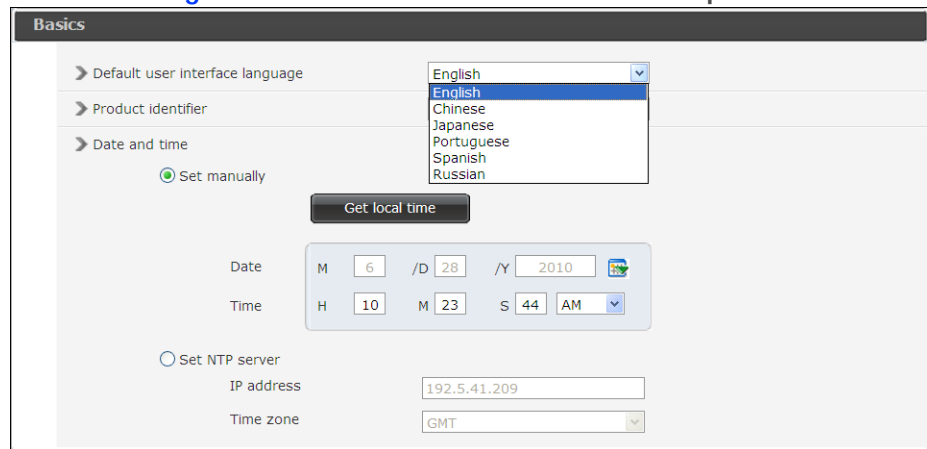 Basics
Default user interface language English
English
Product identifier Chinese
Japanese
Date and time Portuguese
Spanish
Set manually Russian
Get local time
Date M 6 /D 28 /Y 2010
Time H 10 M 23 S 44 AM
Set NTP server
IP address 192.5.41.209
Time zone GMT